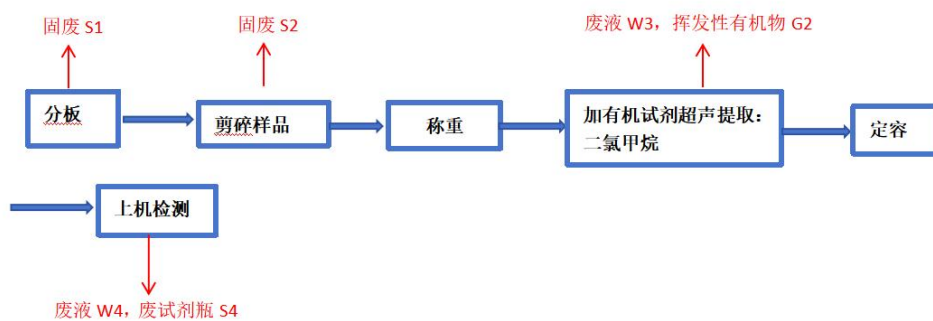 固废 S1
固废 S2
废液 W3，挥发性有机物 G2
分板
剪碎样品
称重
加有机试剂超声提取：
二氯甲烷
定容
上机检测
废液 W4，废试剂瓶 S4